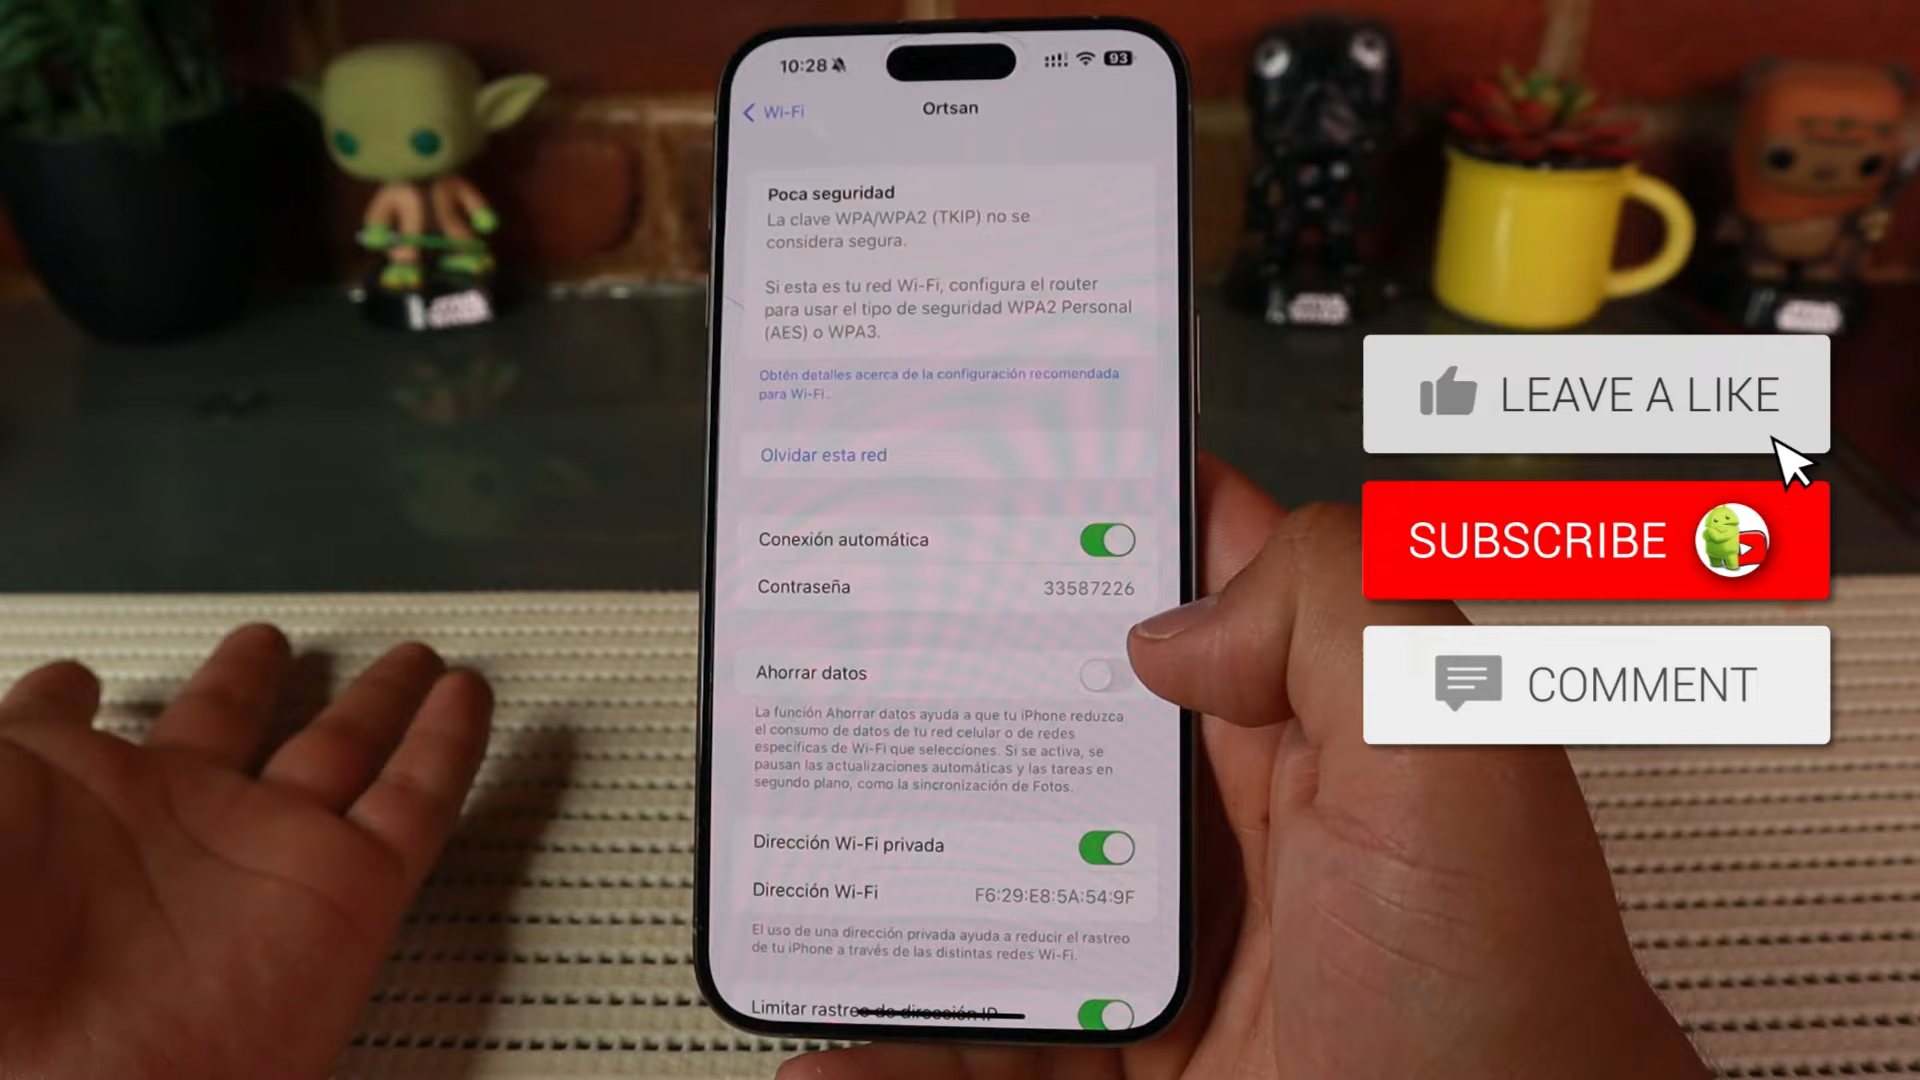 10:28
93
Wi-Fi
Ortsan
Poca seguridad
La clave WPA/WPA2 (TKIP) no se
considera segura.
Si esta es tu red Wi-Fi, configura el router
para usar el tipo de seguridad WPA2 Personal
(AES) o WPA3.
Obtén detalles acerca de la configuración recomendada
para Wi-Fi.
Olvidar esta red
Conexión automática
Contraseña 33587226
Ahorrar datos
La función Ahorrar datos ayuda a que tu iPhone reduzca
el consumo de datos de tu red celular o de redes
específicas de Wi-Fi que selecciones. Si se activa, se
pausan las actualizaciones automáticas y las tareas en
segundo plano, como la sincronización de Fotos.
Dirección Wi-Fi privada
Dirección Wi-Fi F6:29:E8:5A:54:9F
El uso de una dirección privada ayuda a reducir el rastreo
de tu iPhone a través de las distintas redes Wi-Fi.
Limitar rastreo de dirección IP
LEAVE A LIKE
SUBSCRIBE
COMMENT